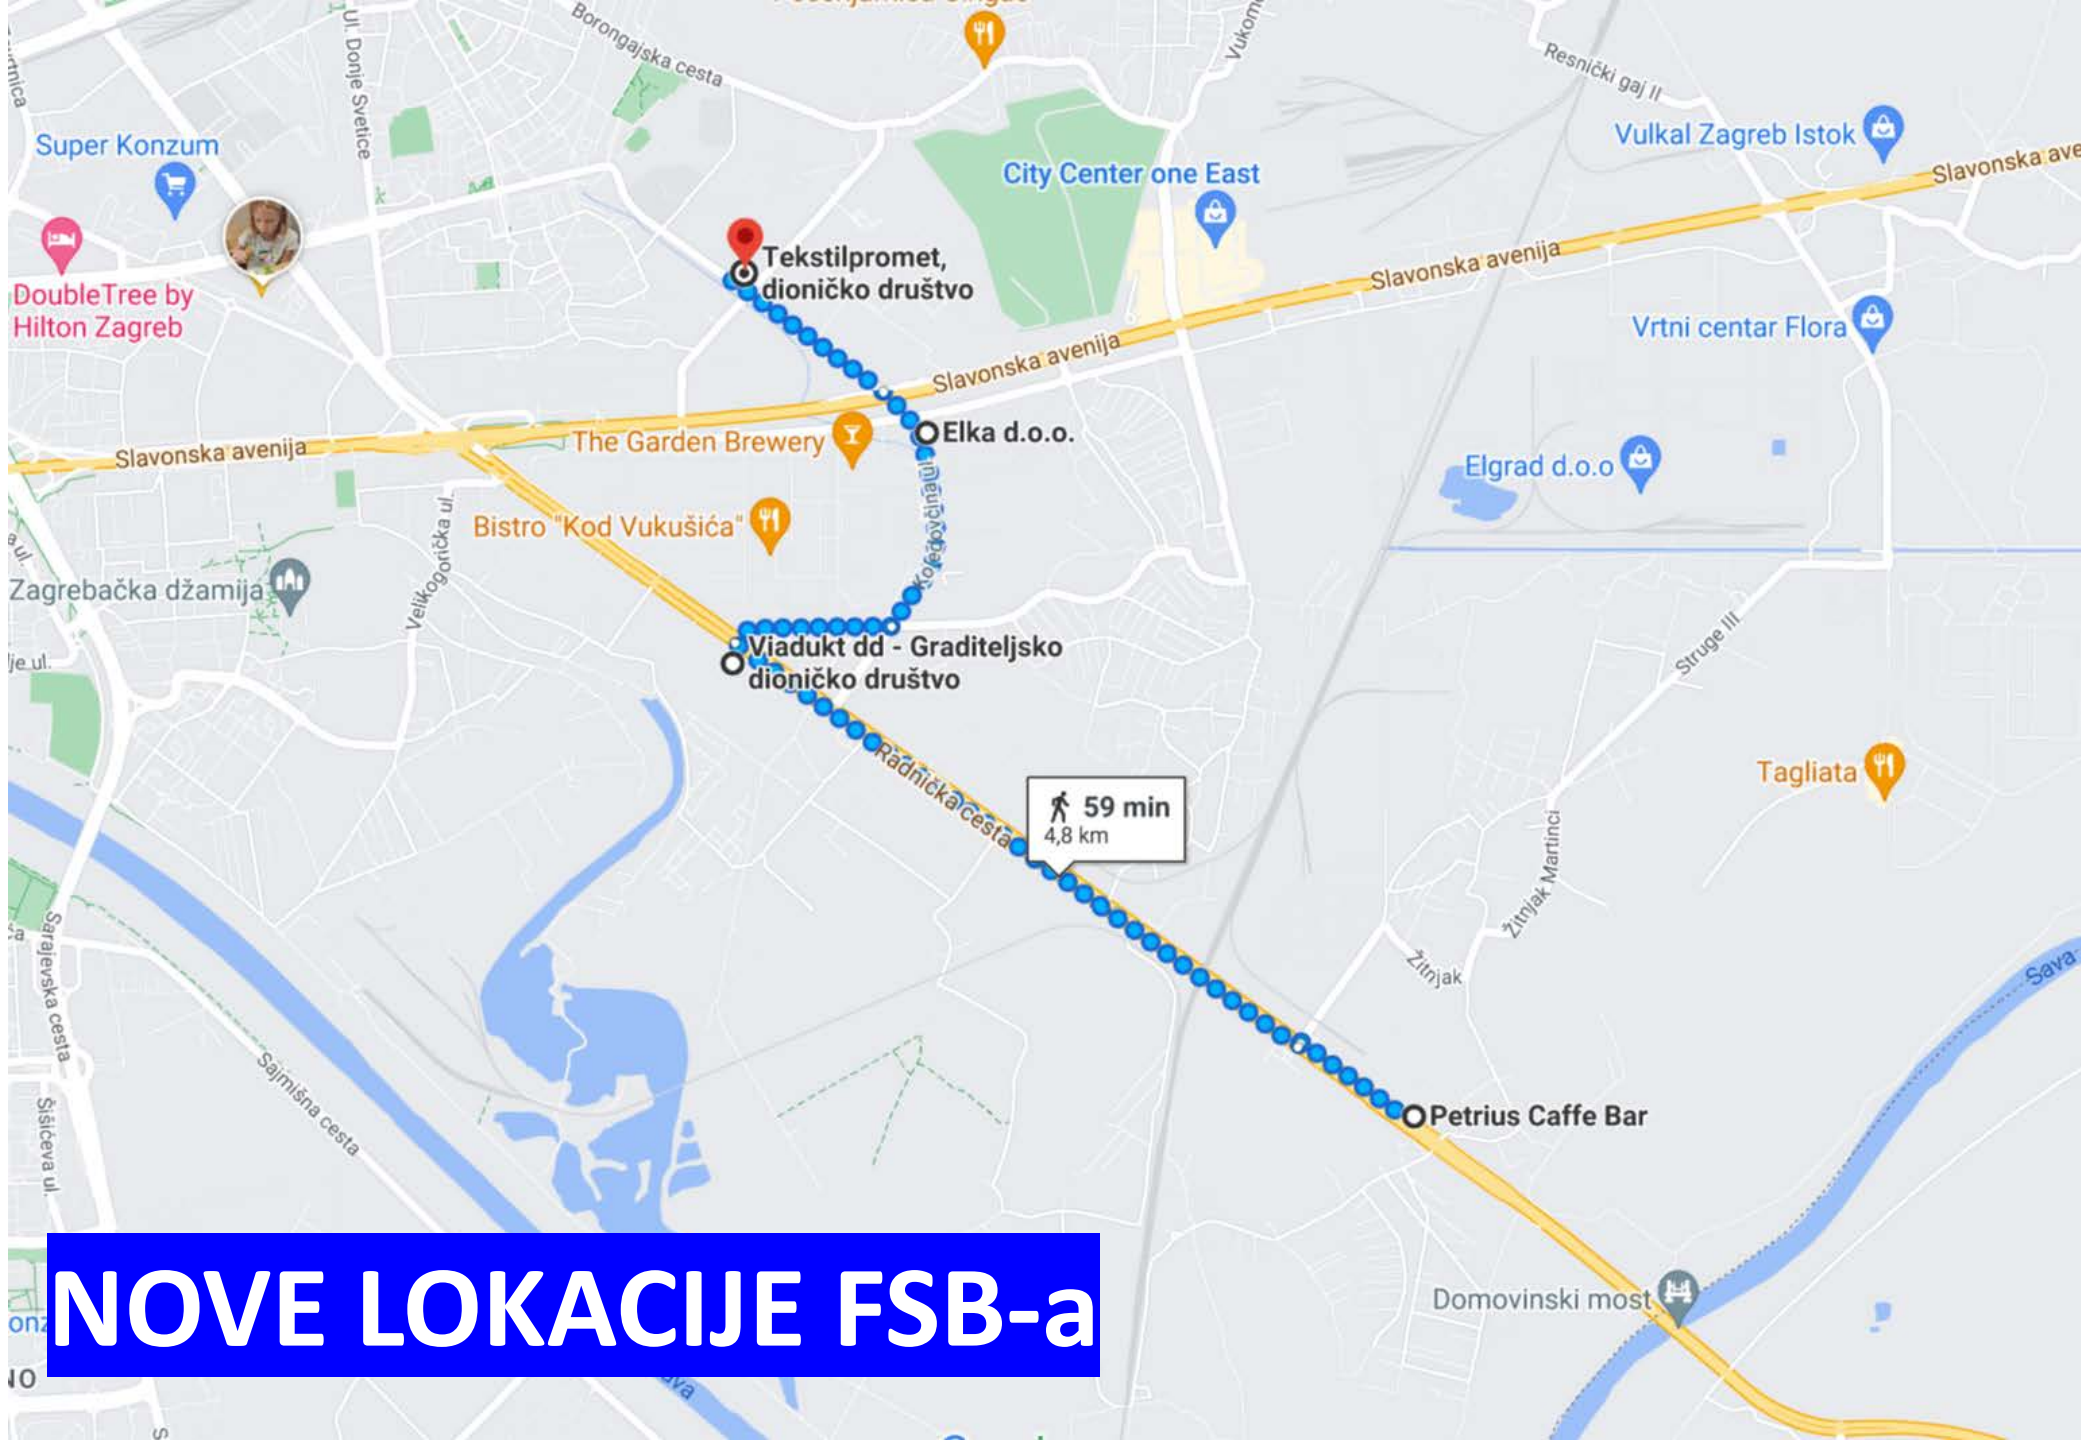 Borongajska cesta
Ul. Donje Svetice
Resnički gaj II
Super Konzum
Vulkal Zagreb Istok
City Center one East
Slavonska ave
DoubleTree by
Hilton Zagreb
Tekstilpromet,
dioničko društvo
Slavonska avenija
Vrtni centar Flora
Slavonska avenija
Elka d.o.o.
The Garden Brewery
Slavonska avenija
Elgrad d.o.o
Bistro "Kod Vukušića"
Velikogorička ul.
Zagrebačka džamija
Viadukt dd - Graditeljsko
dioničko društvo
Struge III
Radnička cesta
Tagliata
59 min
4,8 km
Žitnjak Martinci
Žitnjak
Sava
Sarajevska cesta
Sajmišna cesta
Šišićeva ul.
Petrius Caffe Bar
Domovinski most
NOVE LOKACIJE FSB-a